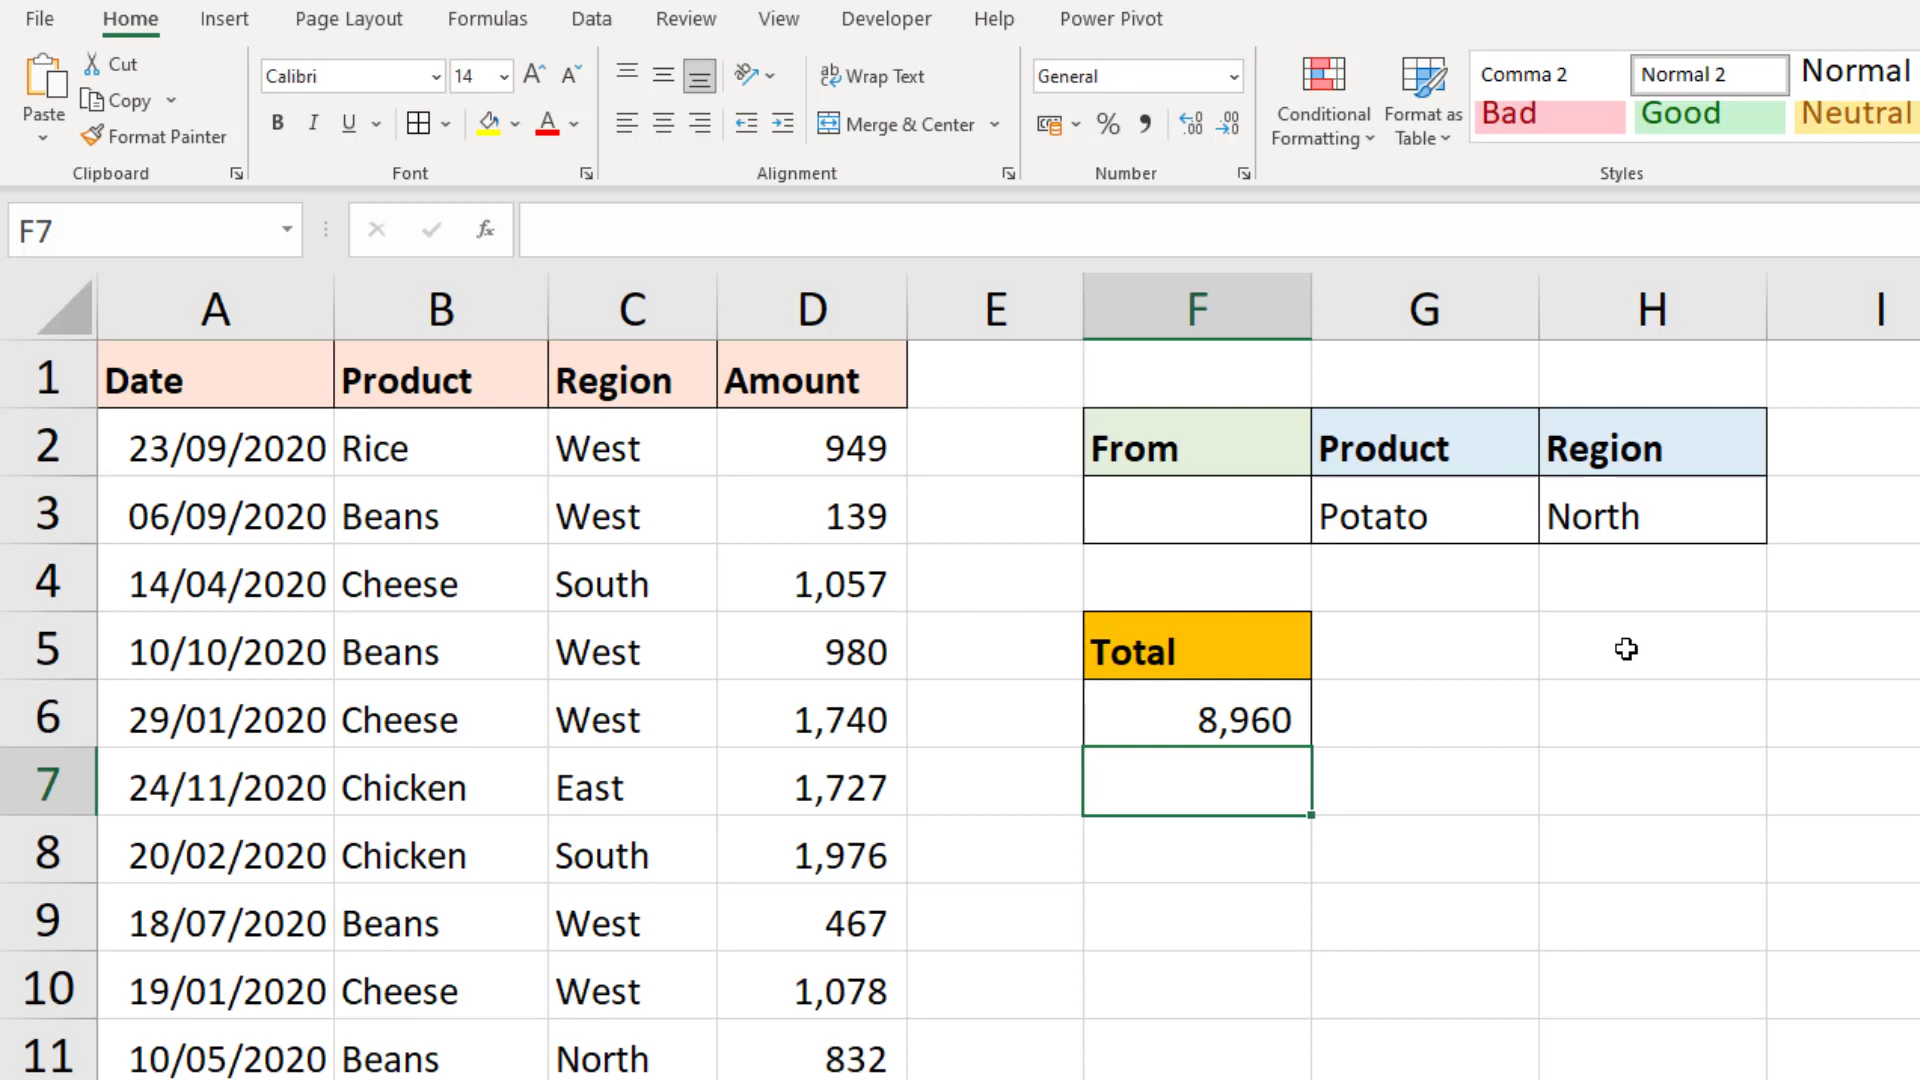 File Home Insert Page Layout Formulas Data Review View Developer Help Power Pivot
Paste Cut Copy Format Painter Clipboard
Calibri 14 A A B I U A Font
ab Wrap Text Merge & Center Alignment
General % 9 .00 .00 Number
Conditional Formatting Format as Table
Comma 2 Normal 2 Normal
Bad Good Neutral
Styles
F7 fx
A B C D E F G H I
1 Date Product Region Amount
2 23/09/2020 Rice West 949 From Product Region
3 06/09/2020 Beans West 139 Potato North
4 14/04/2020 Cheese South 1,057
5 10/10/2020 Beans West 980 Total
6 29/01/2020 Cheese West 1,740 8,960
7 24/11/2020 Chicken East 1,727
8 20/02/2020 Chicken South 1,976
9 18/07/2020 Beans West 467
10 19/01/2020 Cheese West 1,078
11 10/05/2020 Beans North 832